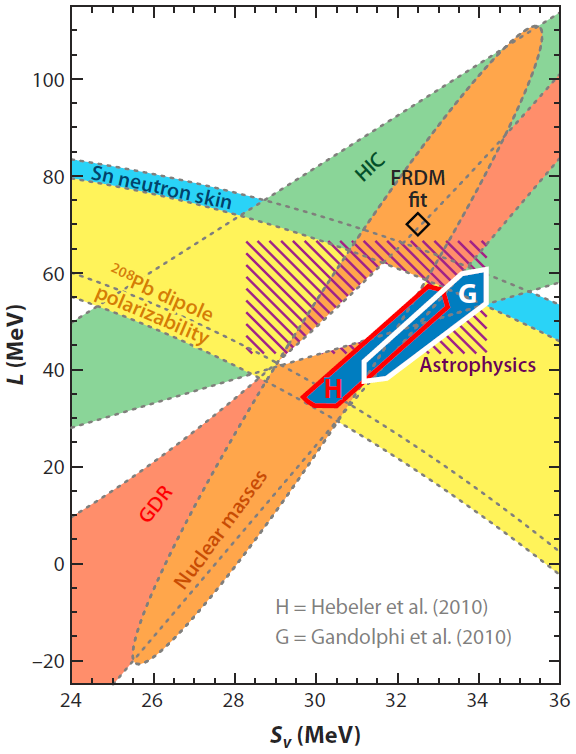 100
80
60
40
20
0
–20
L (MeV)
Sn neutron skin
HIC
FRDM
fit
208Pb dipole
polarizability
G
Astrophysics
H
GDR
Nuclear masses
H = Hebeler et al. (2010)
G = Gandolphi et al. (2010)
24 26 28 30 32 34 36
Sv (MeV)